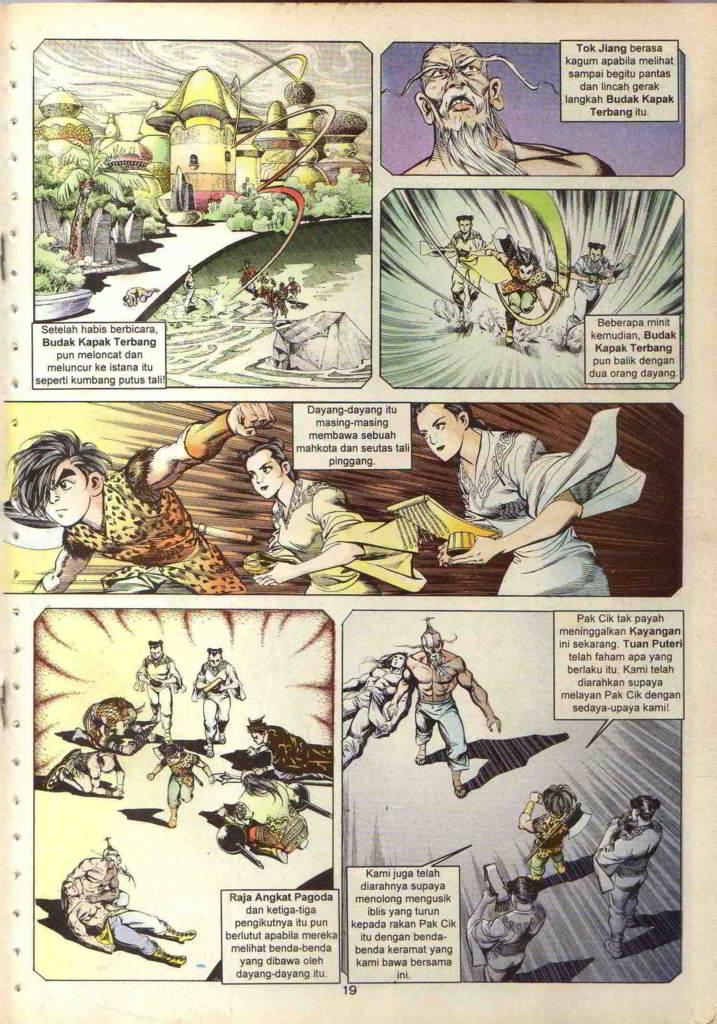 Setelah habis berbicara,
Budak Kapak Terbang
pun meloncat dan
meluncur ke istana itu
seperti kumbang putus tali!
Tok Jiang berasa
kagum apabila melihat
sampai begitu pantas
dan lincah gerak
langkah Budak Kapak
Terbang itu.
Beberapa minit
kemudian, Budak
Kapak Terbang
pun balik dengan
dua orang dayang.
Dayang-dayang itu
masing-masing
membawa sebuah
mahkota dan seutas tali
pinggang.
Raja Angkat Pagoda
dan ketiga-tiga
pengikutnya itu pun
berlutut apabila mereka
melihat benda-benda
yang dibawa oleh
dayang-dayang itu.
Pak Cik tak payah
meninggalkan Kayangan
ini sekarang. Tuan Puteri
telah faham apa yang
berlaku itu. Kami telah
diarahkan supaya
melayan Pak Cik dengan
sedaya-upaya kami!
Kami juga telah
diarahnya supaya
menolong mengusik
iblis yang turun
kepada rakan Pak Cik
itu dengan benda-
benda keramat yang
kami bawa bersama
ini.
19